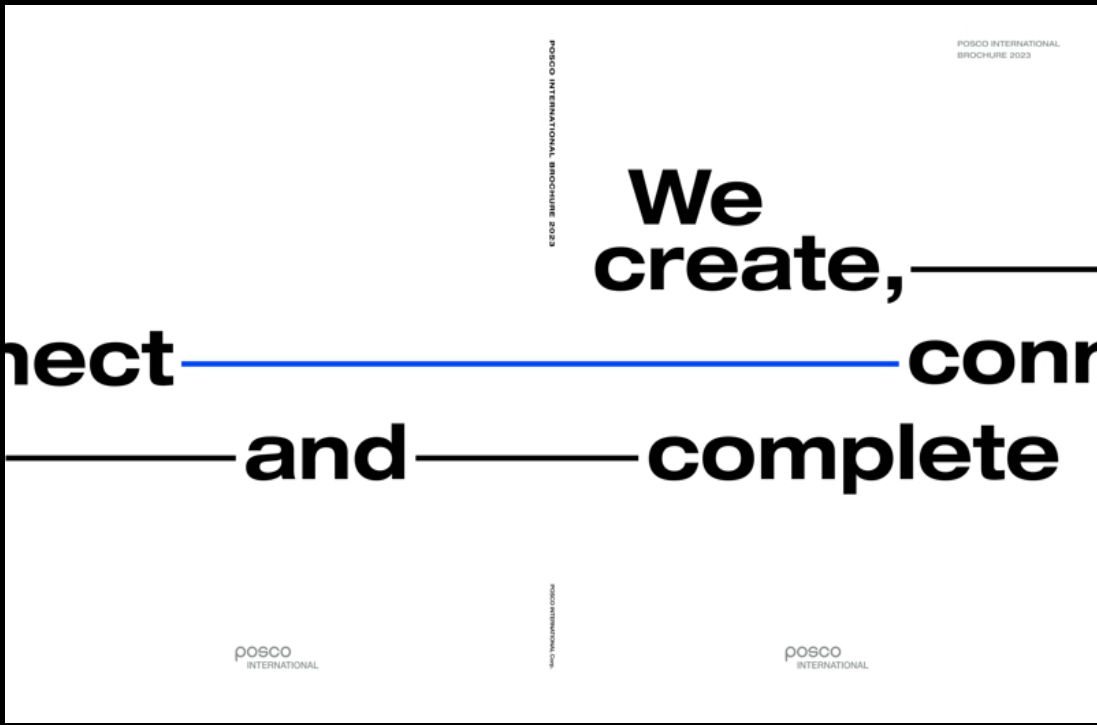 POSCO INTERNATIONAL BROCHURE 2023
POSCO INTERNATIONAL
BROCHURE 2023
We
create,
nect
conn
and
complete
POSCO INTERNATIONAL Corp.
posco
INTERNATIONAL
posco
INTERNATIONAL